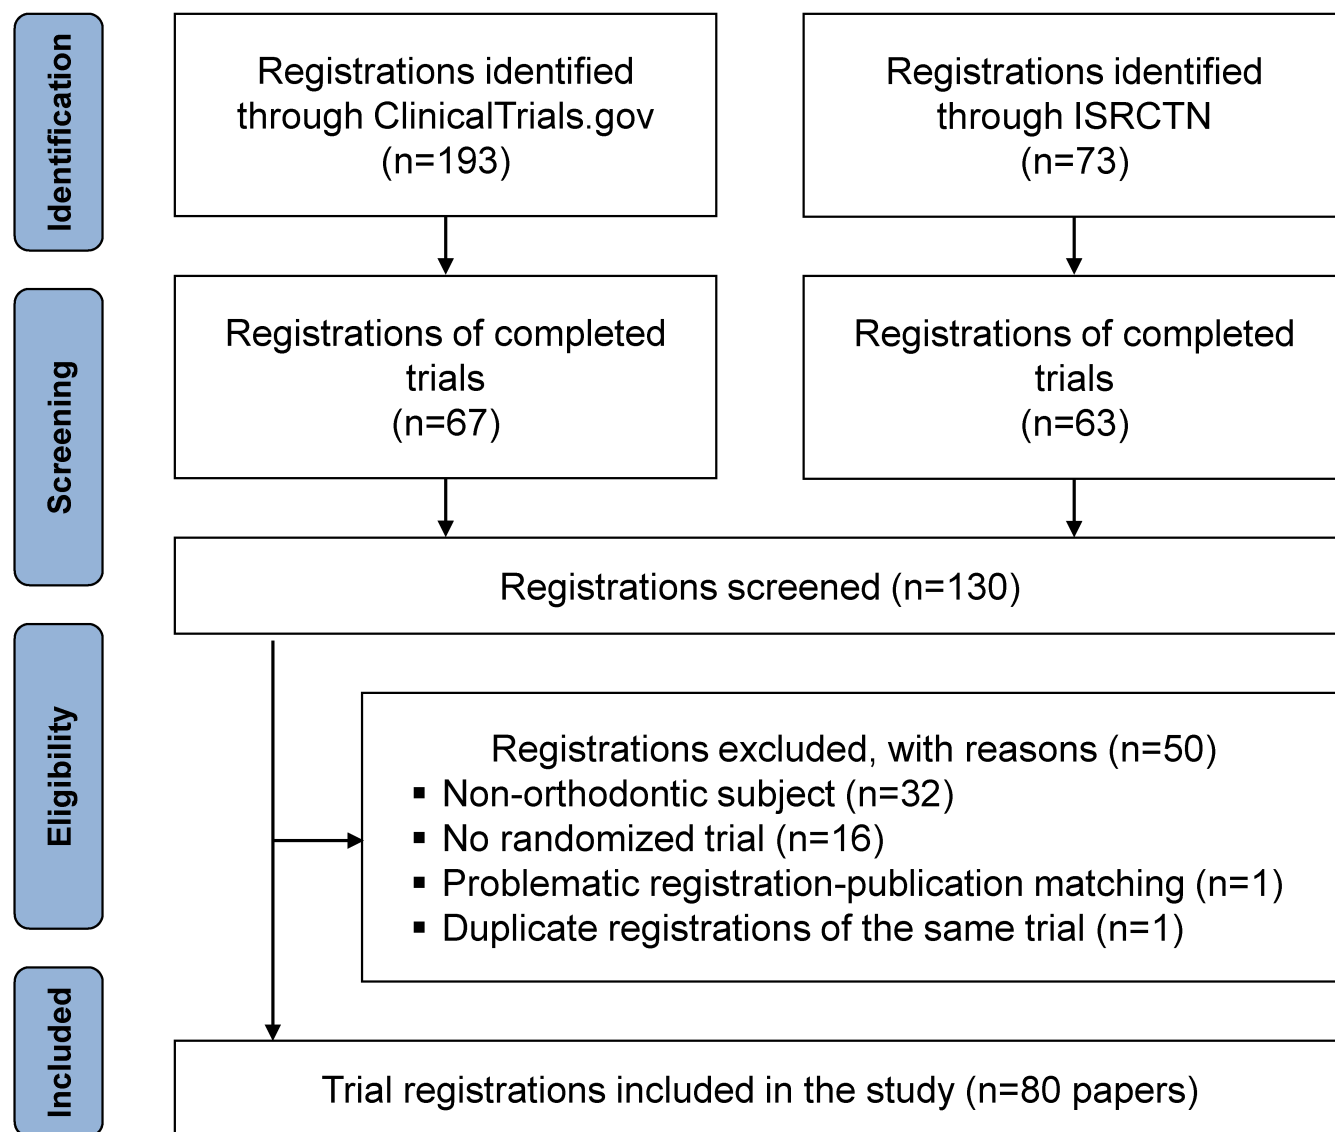 Identification
Registrations identified
through ClinicalTrials.gov
(n=193)
Registrations identified
through ISRCTN
(n=73)
Screening
Registrations of completed
trials
(n=67)
Registrations of completed
trials
(n=63)
Registrations screened (n=130)
Eligibility
Registrations excluded, with reasons (n=50)
▪ Non-orthodontic subject (n=32)
▪ No randomized trial (n=16)
▪ Problematic registration-publication matching (n=1)
▪ Duplicate registrations of the same trial (n=1)
Included
Trial registrations included in the study (n=80 papers)